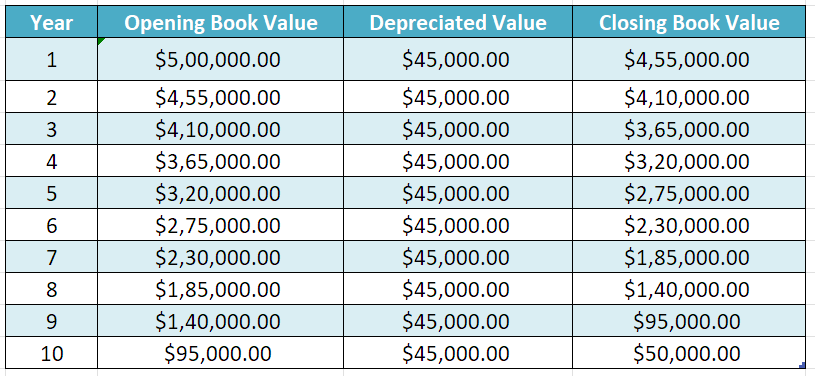 Year Opening Book Value Depreciated Value Closing Book Value
1 $5,00,000.00 $45,000.00 $4,55,000.00
2 $4,55,000.00 $45,000.00 $4,10,000.00
3 $4,10,000.00 $45,000.00 $3,65,000.00
4 $3,65,000.00 $45,000.00 $3,20,000.00
5 $3,20,000.00 $45,000.00 $2,75,000.00
6 $2,75,000.00 $45,000.00 $2,30,000.00
7 $2,30,000.00 $45,000.00 $1,85,000.00
8 $1,85,000.00 $45,000.00 $1,40,000.00
9 $1,40,000.00 $45,000.00 $95,000.00
10 $95,000.00 $45,000.00 $50,000.00